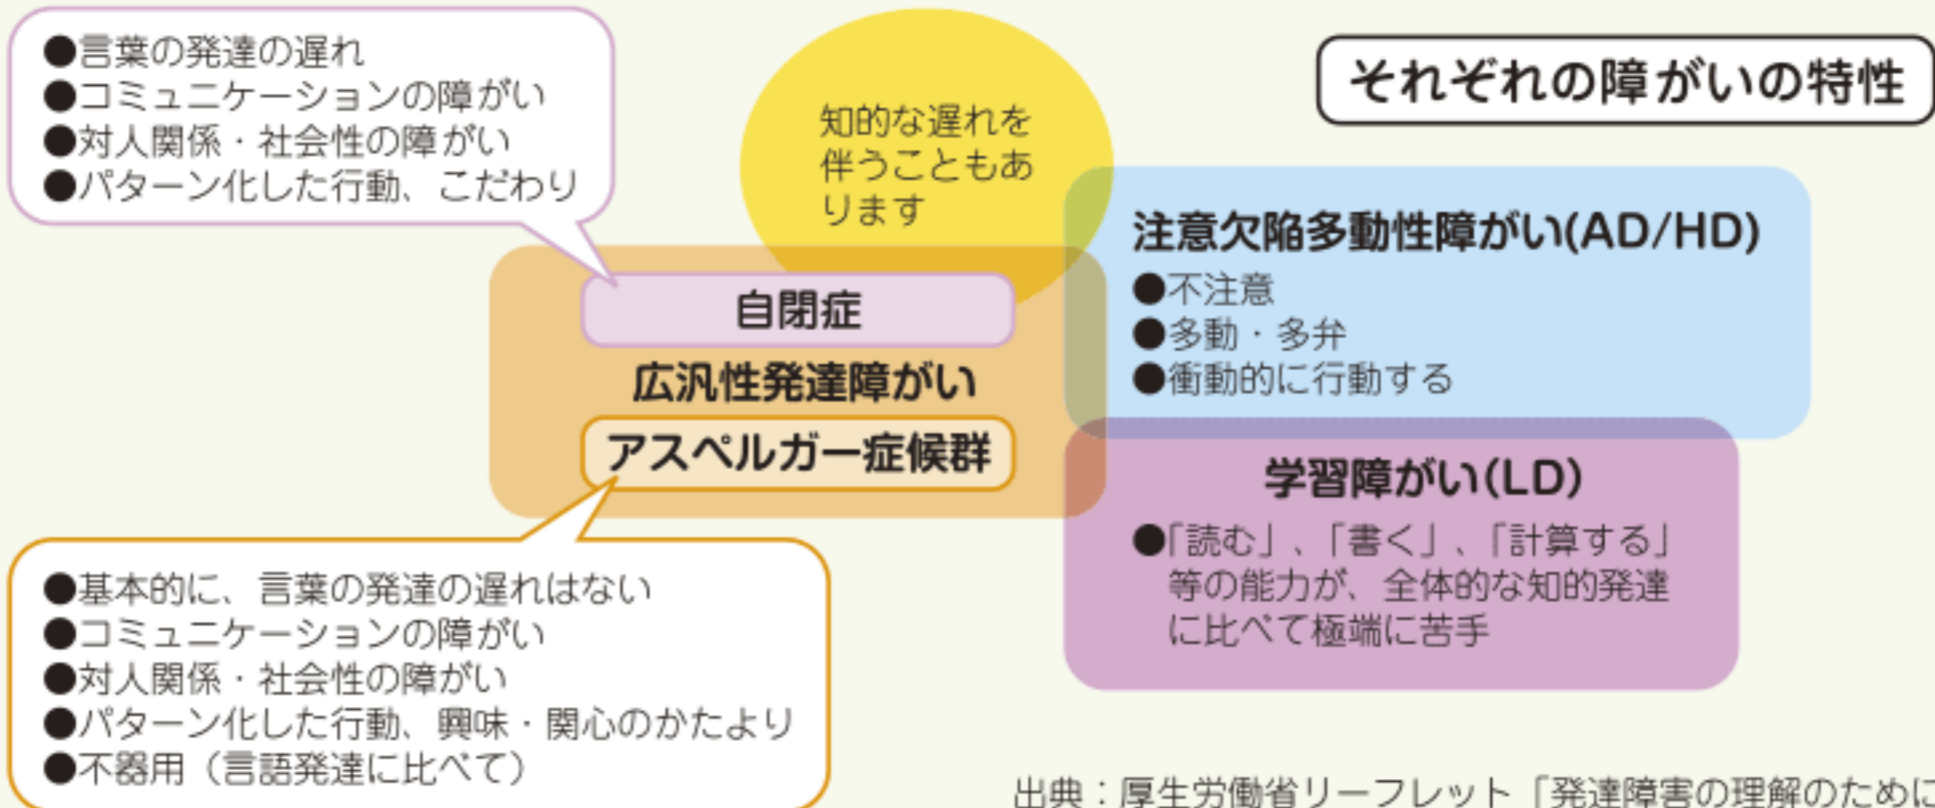 ●言葉の発達の遅れ
●コミュニケーションの障がい
●対人関係・社会性の障がい
●パターン化した行動、こだわり
知的な遅れを
伴うこともあ
ります
それぞれの障がいの特性
自閉症
広汎性発達障がい
アスペルガー症候群
注意欠陥多動性障がい(AD/HD)
●不注意
●多動・多弁
●衝動的に行動する
学習障がい(LD)
●「読む」、「書く」、「計算する」
等の能力が、全体的な知的発達
に比べて極端に苦手
●基本的に、言葉の発達の遅れはない
●コミュニケーションの障がい
●対人関係・社会性の障がい
●パターン化した行動、興味・関心のかたより
●不器用（言語発達に比べて）
出典：厚生労働省リーフレット「発達障害の理解のために